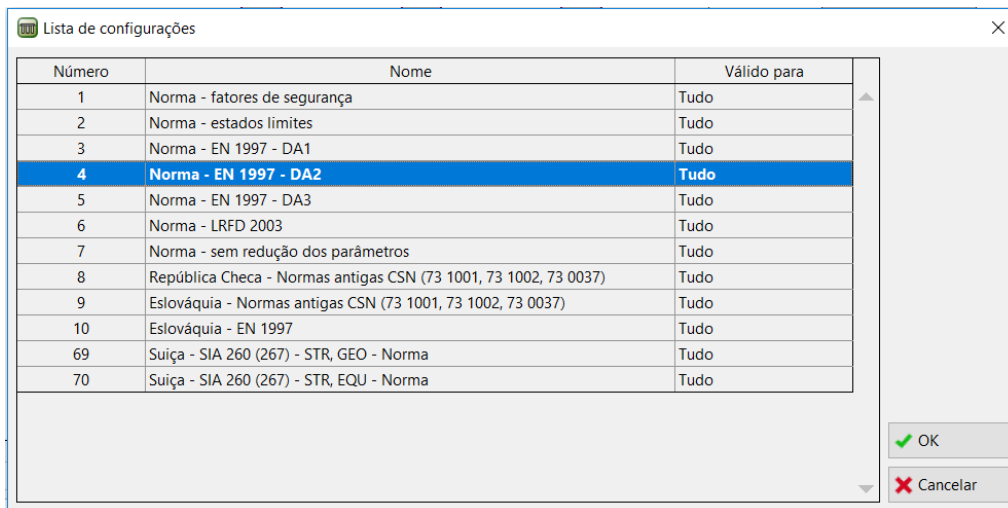 Lista de configurações
Número Nome Válido para
1 Norma - fatores de segurança Tudo
2 Norma - estados limites Tudo
3 Norma - EN 1997 - DA1 Tudo
4 Norma - EN 1997 - DA2 Tudo
5 Norma - EN 1997 - DA3 Tudo
6 Norma - LRFD 2003 Tudo
7 Norma - sem redução dos parâmetros Tudo
8 República Checa - Normas antigas CSN (73 1001, 73 1002, 73 0037) Tudo
9 Eslováquia - Normas antigas CSN (73 1001, 73 1002, 73 0037) Tudo
10 Eslováquia - EN 1997 Tudo
69 Suiça - SIA 260 (267) - STR, GEO - Norma Tudo
70 Suiça - SIA 260 (267) - STR, EQU - Norma Tudo
OK
Cancelar